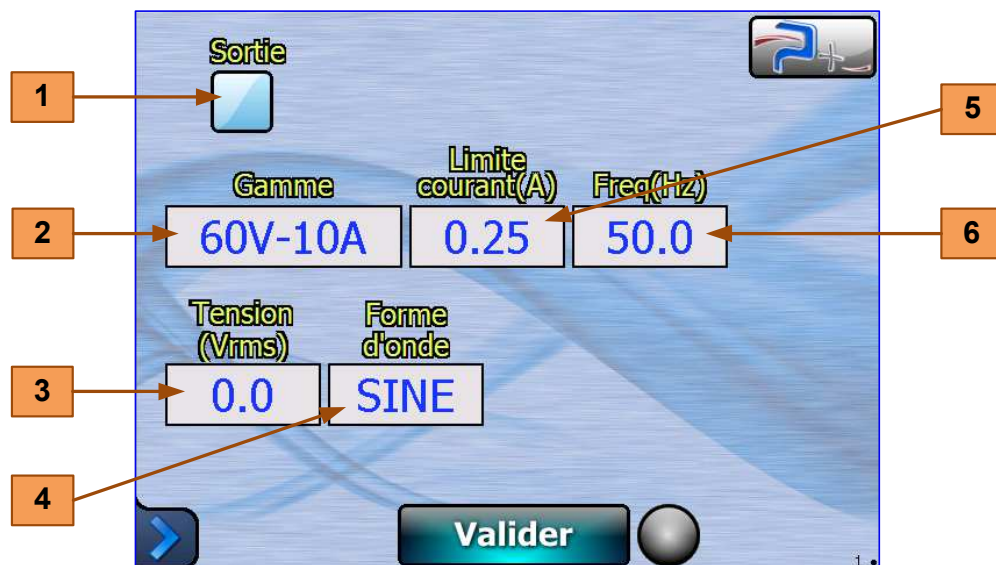 Sortie
1
5
Gamme
Limite
courant(A)
Freq(Hz)
2
60V-10A
0.25
50.0
6
Tension
(Vrms)
Forme
d'onde
3
0.0
SINE
4
Valider
1